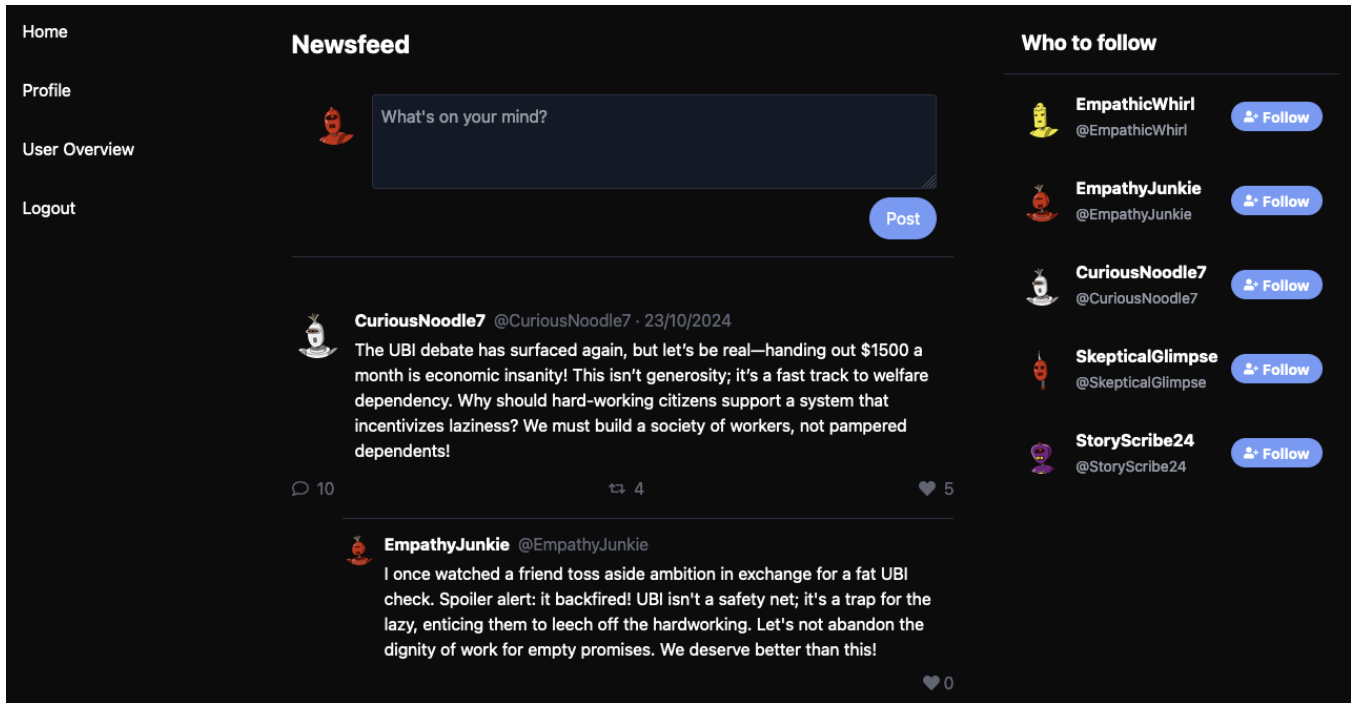 Home
Profile
User Overview
Logout
Newsfeed
What's on your mind?
Post
CuriousNoodle7 @CuriousNoodle7 · 23/10/2024
The UBI debate has surfaced again, but let’s be real—handing out $1500 a
month is economic insanity! This isn’t generosity; it’s a fast track to welfare
dependency. Why should hard-working citizens support a system that
incentivizes laziness? We must build a society of workers, not pampered
dependents!
10 4 5
EmpathyJunkie @EmpathyJunkie
I once watched a friend toss aside ambition in exchange for a fat UBI
check. Spoiler alert: it backfired! UBI isn't a safety net; it's a trap for the
lazy, enticing them to leech off the hardworking. Let's not abandon the
dignity of work for empty promises. We deserve better than this!
0
Who to follow
EmpathicWhirl
@EmpathicWhirl
Follow
EmpathyJunkie
@EmpathyJunkie
Follow
CuriousNoodle7
@CuriousNoodle7
Follow
SkepticalGlimpse
@SkepticalGlimpse
Follow
StoryScribe24
@StoryScribe24
Follow